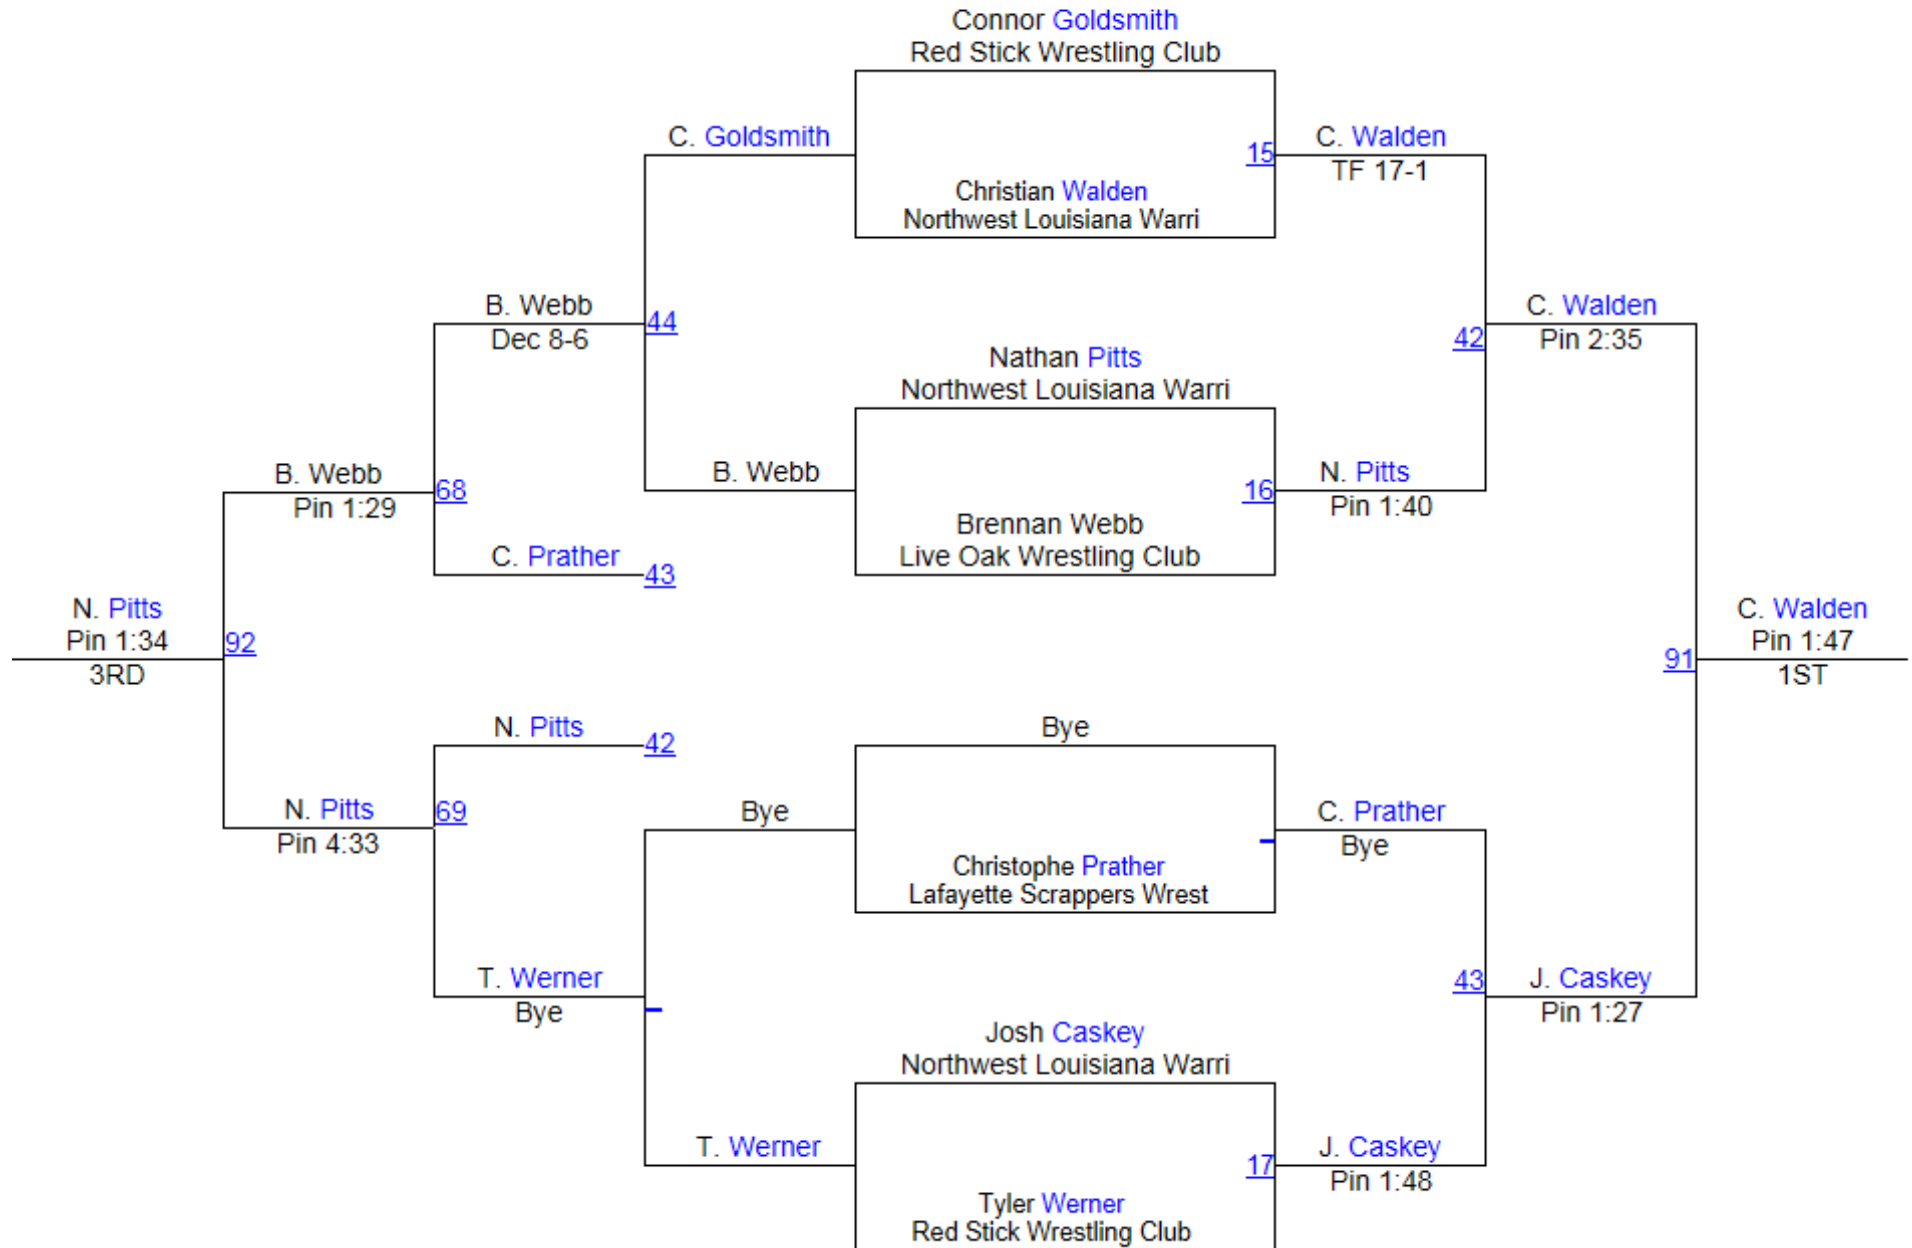 Connor Goldsmith
Red Stick Wrestling Club
C. Goldsmith
15
C. Walden
TF 17-1
Christian Walden
Northwest Louisiana Warri
B. Webb
Dec 8-6
44
C. Walden
Pin 2:35
42
Nathan Pitts
Northwest Louisiana Warri
B. Webb
Pin 1:29
68
B. Webb
16
N. Pitts
Pin 1:40
Brennan Webb
Live Oak Wrestling Club
C. Prather
43
N. Pitts
Pin 1:34
3RD
92
C. Walden
Pin 1:47
1ST
91
N. Pitts
42
Bye
N. Pitts
Pin 4:33
69
Bye
C. Prather
Bye
Christophe Prather
Lafayette Scrappers Wrest
T. Werner
Bye
43
J. Caskey
Pin 1:27
Josh Caskey
Northwest Louisiana Warri
T. Werner
17
J. Caskey
Pin 1:48
Tyler Werner
Red Stick Wrestling Club